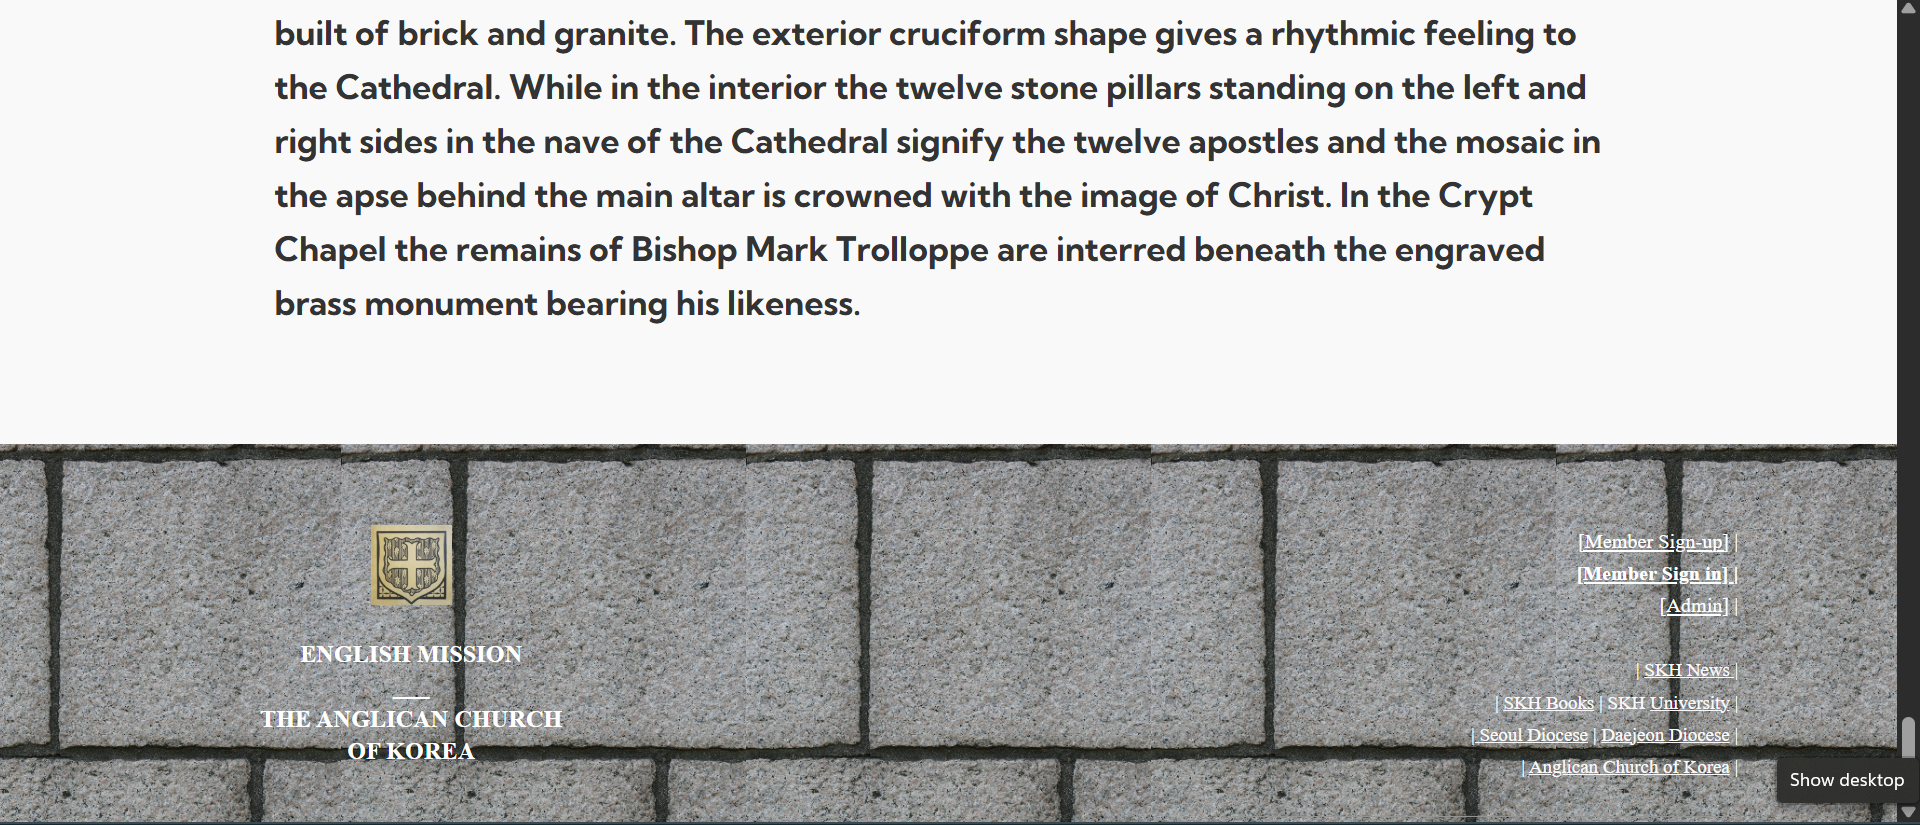 built of brick and granite. The exterior cruciform shape gives a rhythmic feeling to
the Cathedral. While in the interior the twelve stone pillars standing on the left and
right sides in the nave of the Cathedral signify the twelve apostles and the mosaic in
the apse behind the main altar is crowned with the image of Christ. In the Crypt
Chapel the remains of Bishop Mark Trolloppe are interred beneath the engraved
brass monument bearing his likeness.
ENGLISH MISSION
THE ANGLICAN CHURCH
OF KOREA
[Member Sign-up] |
[Member Sign in] |
[Admin] |
| SKH News |
| SKH Books | SKH University |
| Seoul Diocese | Daejeon Diocese |
| Anglican Church of Korea |
Show desktop